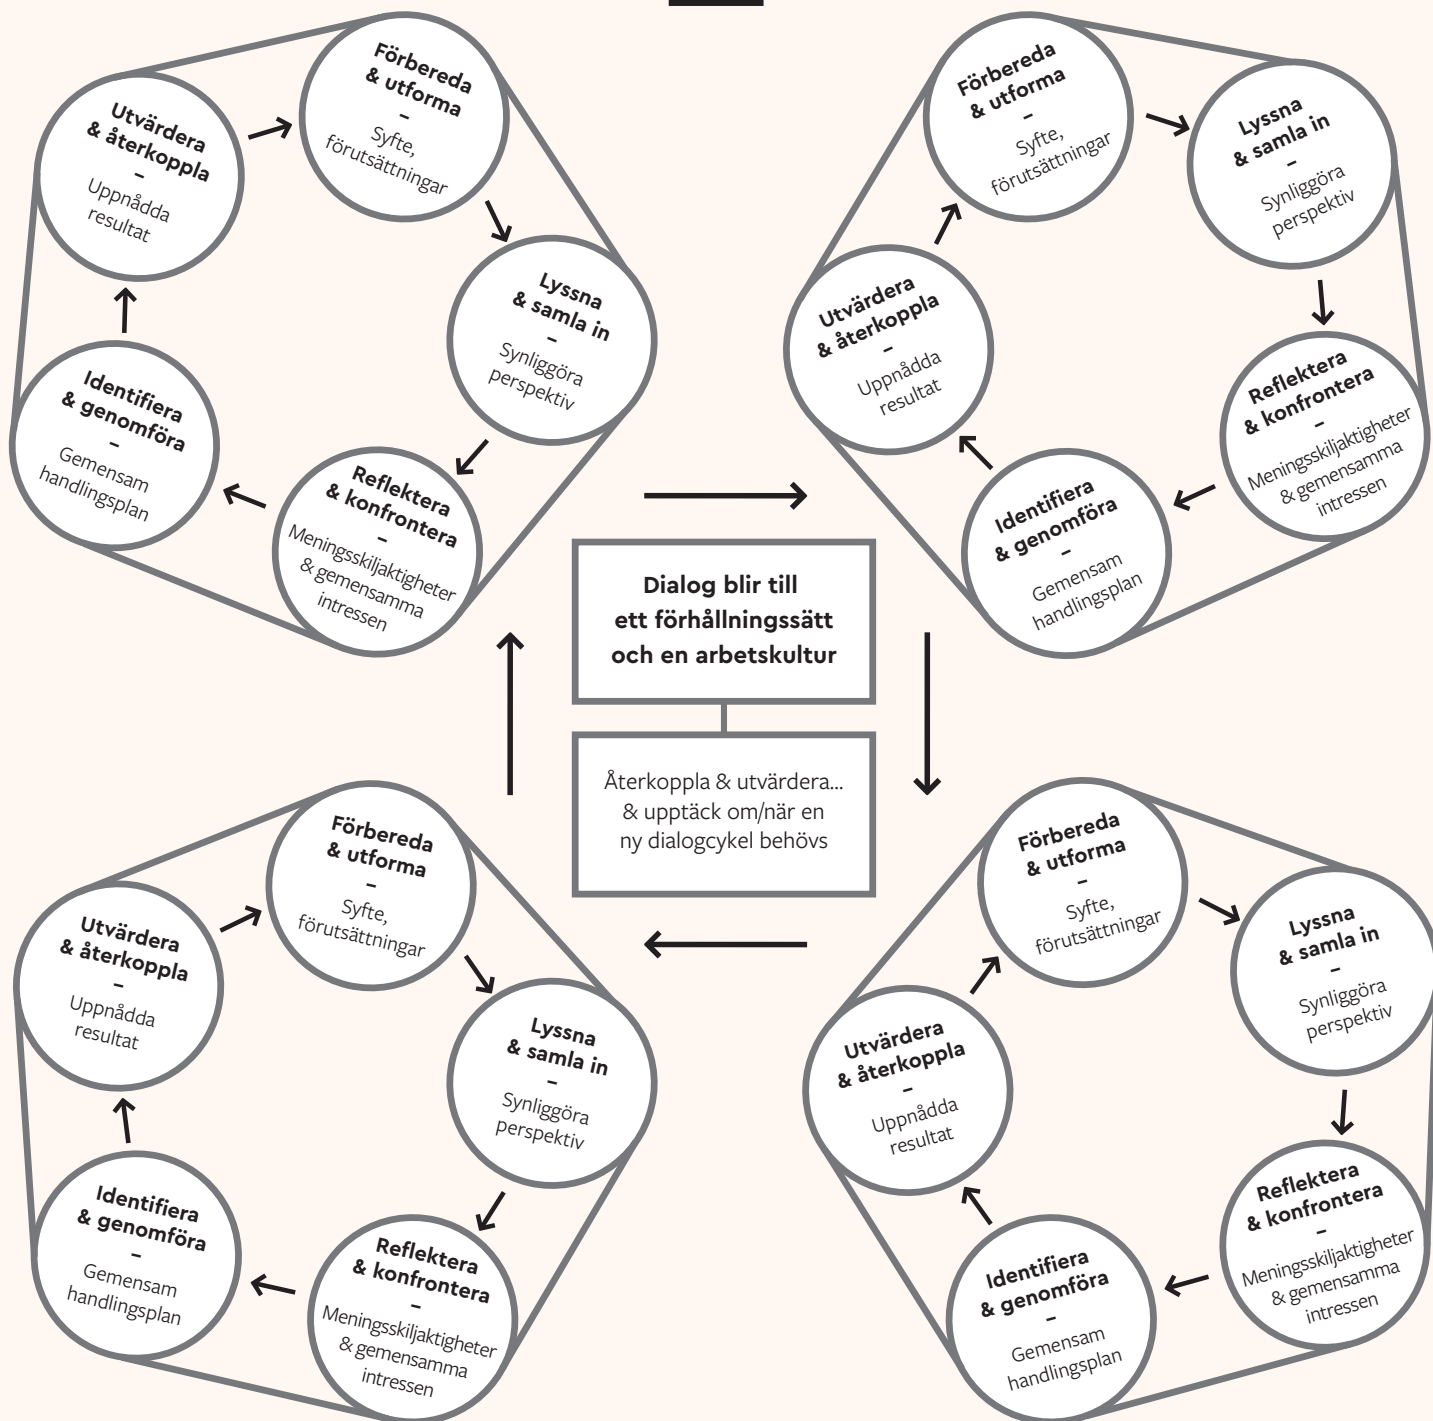 Förbereda
& utforma
–
Syfte,
förutsättningar
Lyssna
& samla in
–
Synliggöra
perspektiv
Reflektera
& konfrontera
–
Meningsskiljaktigheter
& gemensamma
intressen
Identifiera
& genomföra
–
Gemensam
handlingsplan
Utvärdera
& återkoppla
–
Uppnådda
resultat
Förbereda
& utforma
–
Syfte,
förutsättningar
Lyssna
& samla in
–
Synliggöra
perspektiv
Reflektera
& konfrontera
–
Meningsskiljaktigheter
& gemensamma
intressen
Identifiera
& genomföra
–
Gemensam
handlingsplan
Utvärdera
& återkoppla
–
Uppnådda
resultat
Dialog blir till
ett förhållningssätt
och en arbetskultur
Återkoppla & utvärdera...
& upptäck om/när en
ny dialogcykel behövs
Förbereda
& utforma
–
Syfte,
förutsättningar
Lyssna
& samla in
–
Synliggöra
perspektiv
Reflektera
& konfrontera
–
Meningsskiljaktigheter
& gemensamma
intressen
Identifiera
& genomföra
–
Gemensam
handlingsplan
Utvärdera
& återkoppla
–
Uppnådda
resultat
Förbereda
& utforma
–
Syfte,
förutsättningar
Lyssna
& samla in
–
Synliggöra
perspektiv
Reflektera
& konfrontera
–
Meningsskiljaktigheter
& gemensamma
intressen
Identifiera
& genomföra
–
Gemensam
handlingsplan
Utvärdera
& återkoppla
–
Uppnådda
resultat